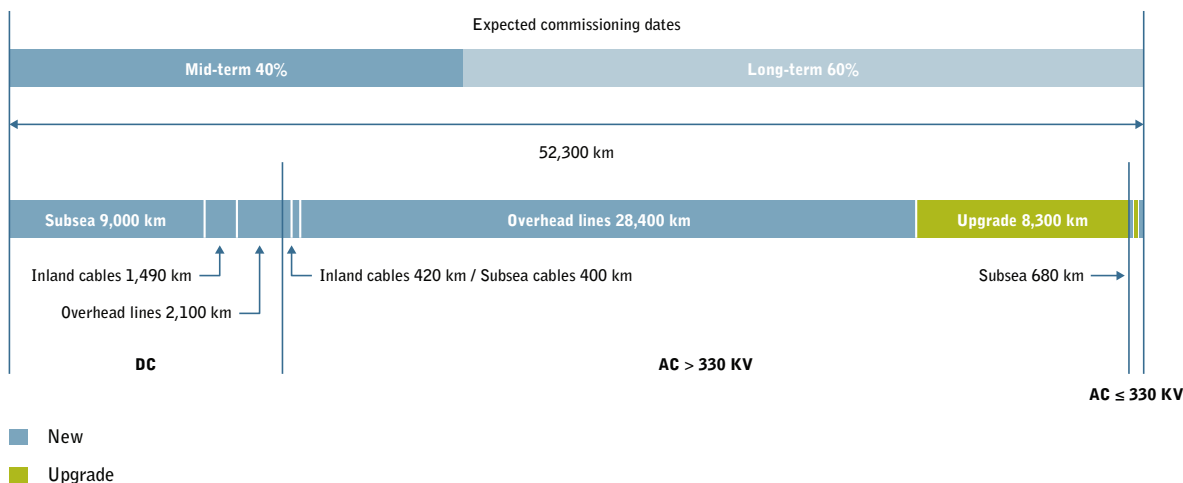 Expected commissioning dates
Mid-term 40%
Long-term 60%
52,300 km
Subsea 9,000 km
Overhead lines 28,400 km
Upgrade 8,300 km
Inland cables 1,490 km
Inland cables 420 km / Subsea cables 400 km
Subsea 680 km
Overhead lines 2,100 km
DC
AC > 330 KV
AC ≤ 330 KV
New
Upgrade